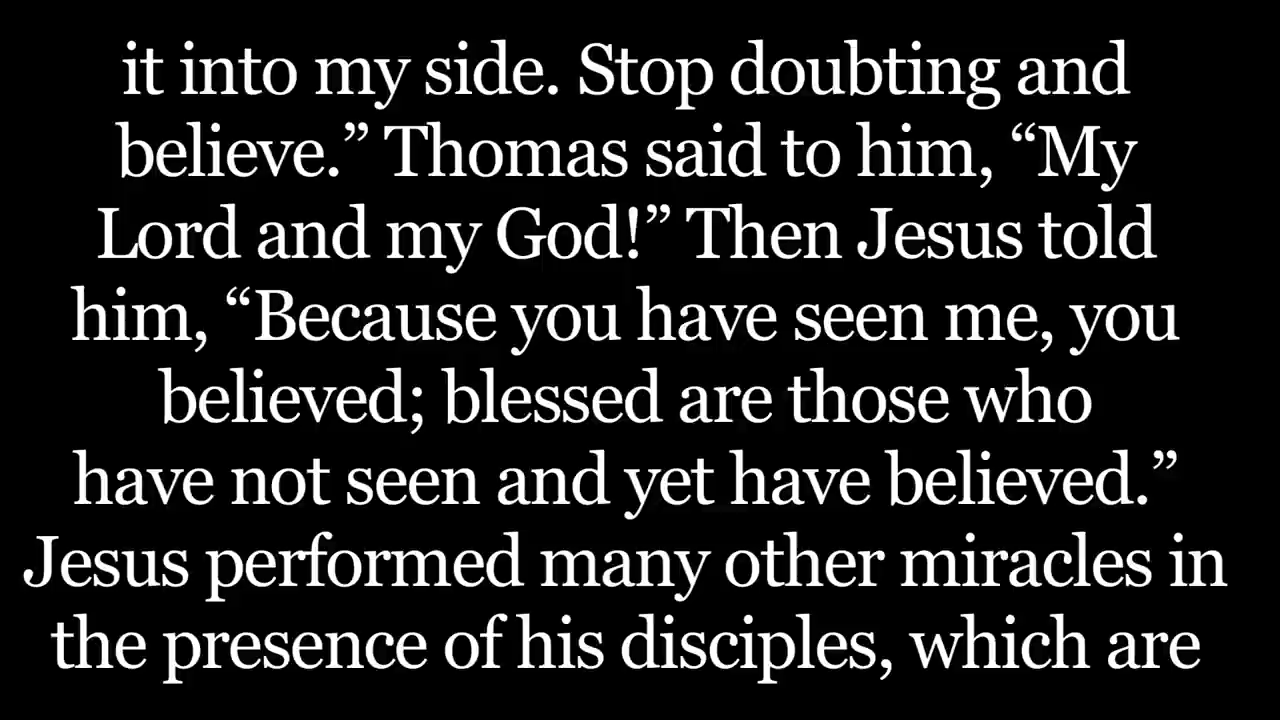 it into my side. Stop doubting and
believe.” Thomas said to him, “My
Lord and my God!” Then Jesus told
him, “Because you have seen me, you
believed; blessed are those who
have not seen and yet have believed.”
Jesus performed many other miracles in
the presence of his disciples, which are